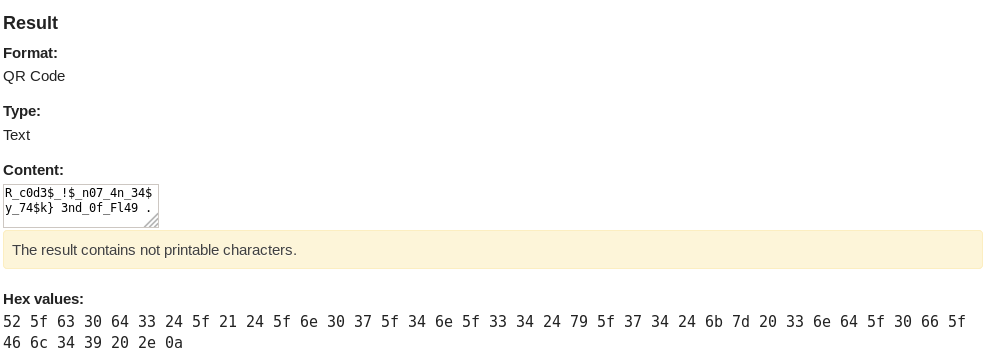 Result
Format:
QR Code
Type:
Text
Content:
R_c0d3$_!$_n07_4n_34$
y_74$k} 3nd_0f_Fl49 .
The result contains not printable characters.
Hex values:
52 5f 63 30 64 33 24 5f 21 24 5f 6e 30 37 5f 34 6e 5f 33 34 24 79 5f 37 34 24 6b 7d 20 33 6e 64 5f 30 66 5f
46 6c 34 39 20 2e 0a